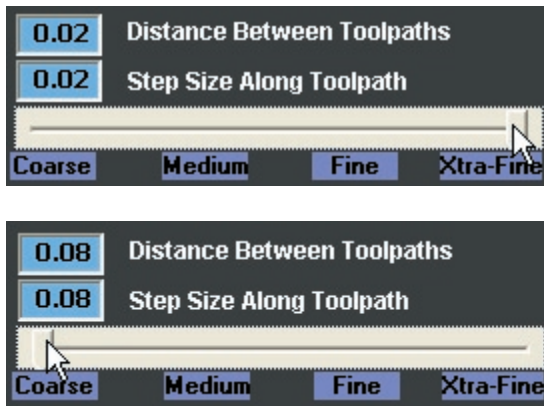 0.02 Distance Between Toolpaths
0.02 Step Size Along Toolpath
Coarse Medium Fine Xtra-Fine
0.08 Distance Between Toolpaths
0.08 Step Size Along Toolpath
Coarse Medium Fine Xtra-Fine